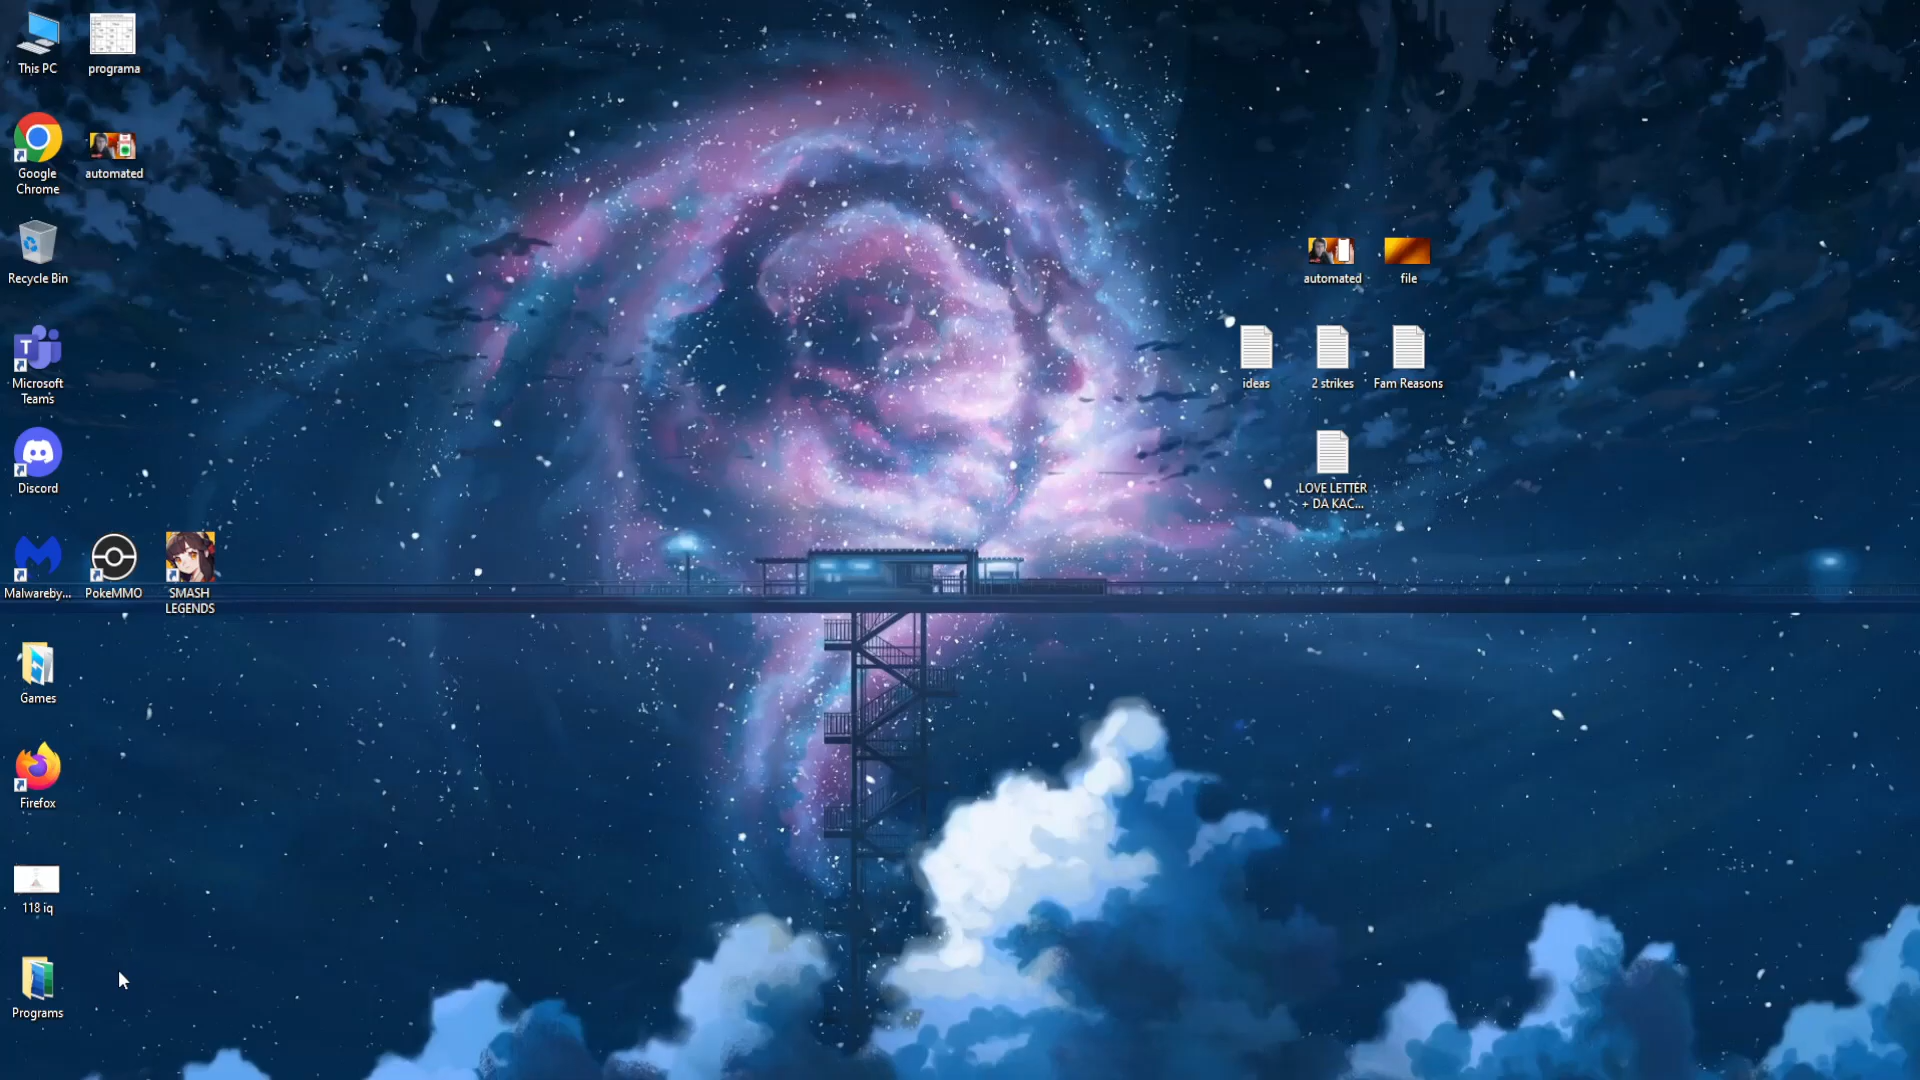 This PC
programa
Google
Chrome
automated
Recycle Bin
Microsoft
Teams
Discord
Malwareby...
PokeMMO
SMASH
LEGENDS
Games
Firefox
118 iq
Programs
automated
file
ideas
2 strikes
Fam Reasons
LOVE LETTER
+ DA KAC...